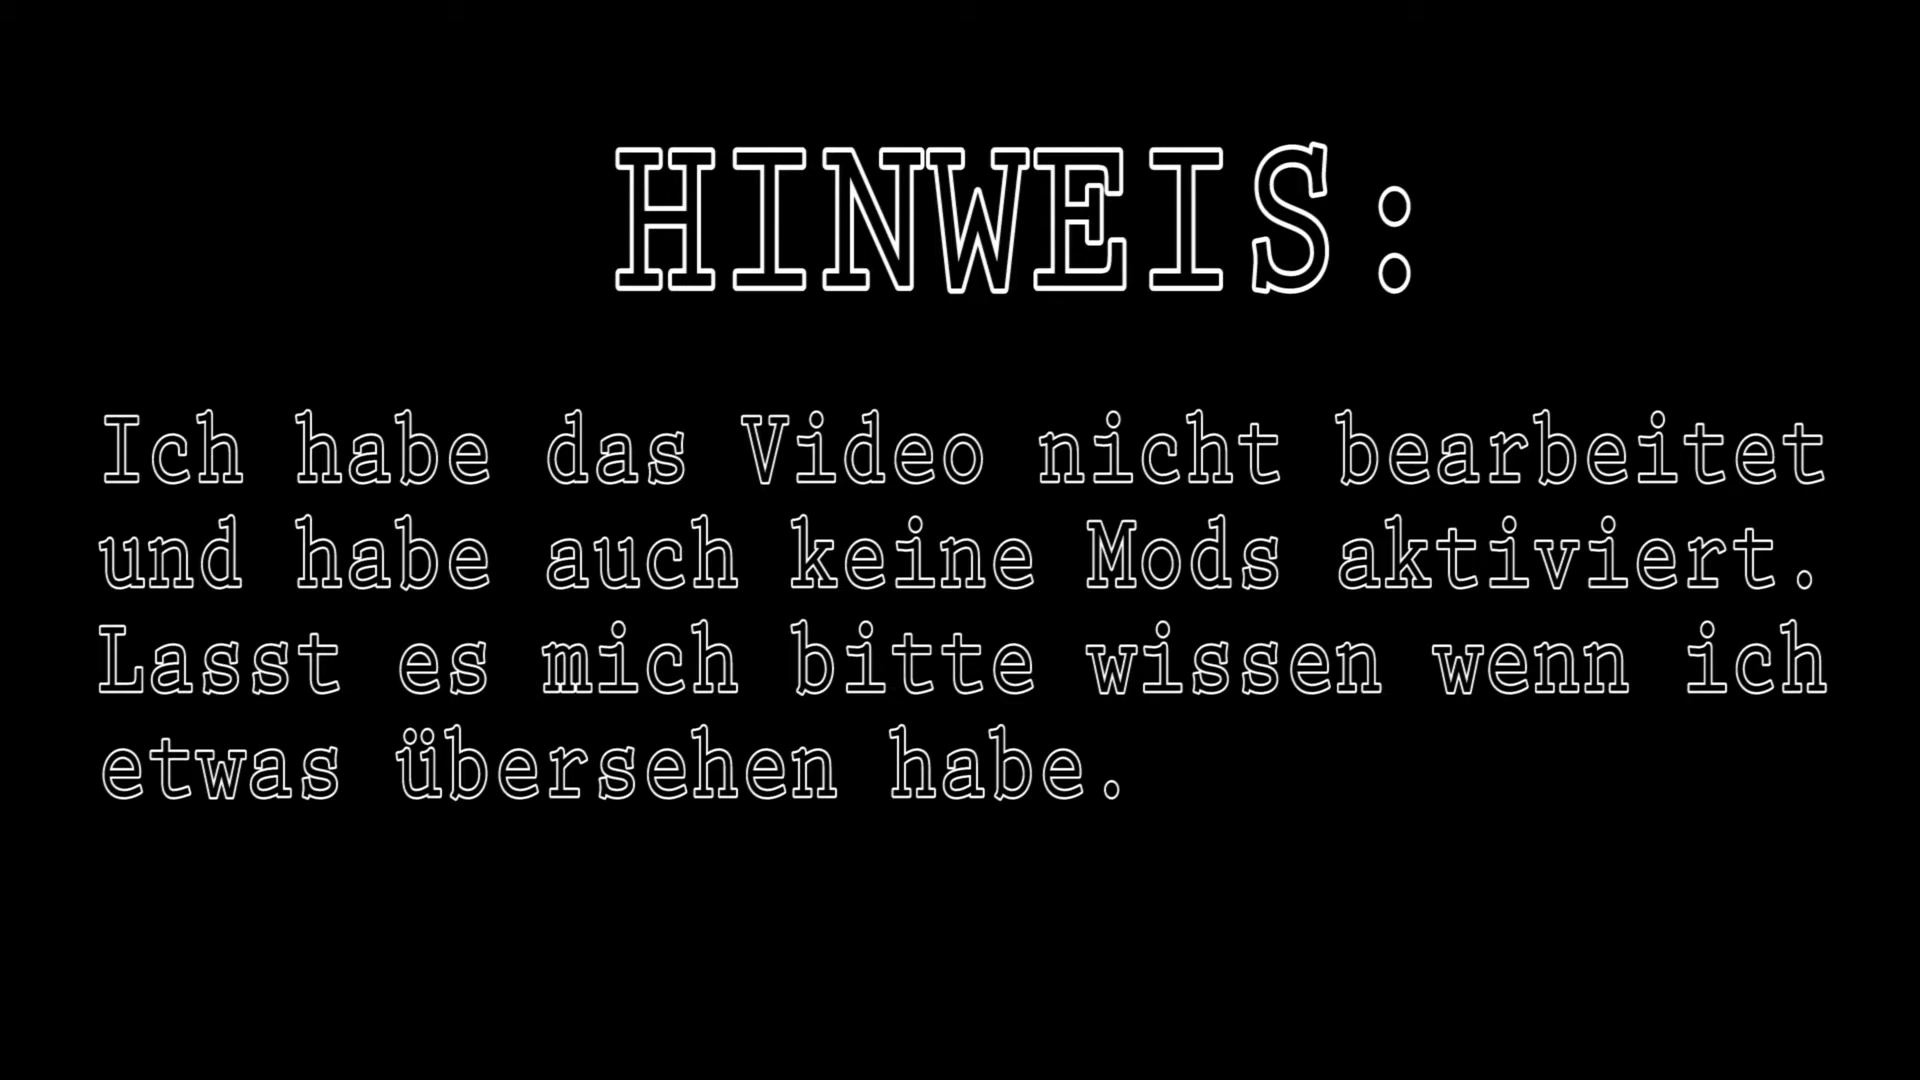 HINWEIS:
Ich habe das Video nicht bearbeitet
und habe auch keine Mods aktiviert.
Lasst es mich bitte wissen wenn ich
etwas übersehen habe.